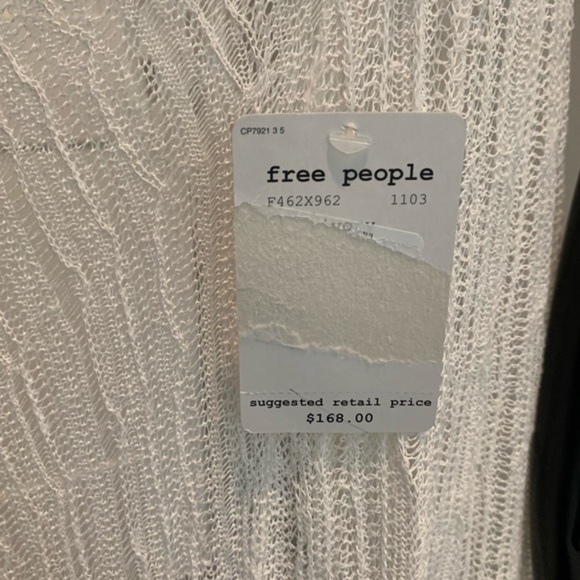 CP7921 3 5
free people
F462X962 1103
suggested retail price
$168.00